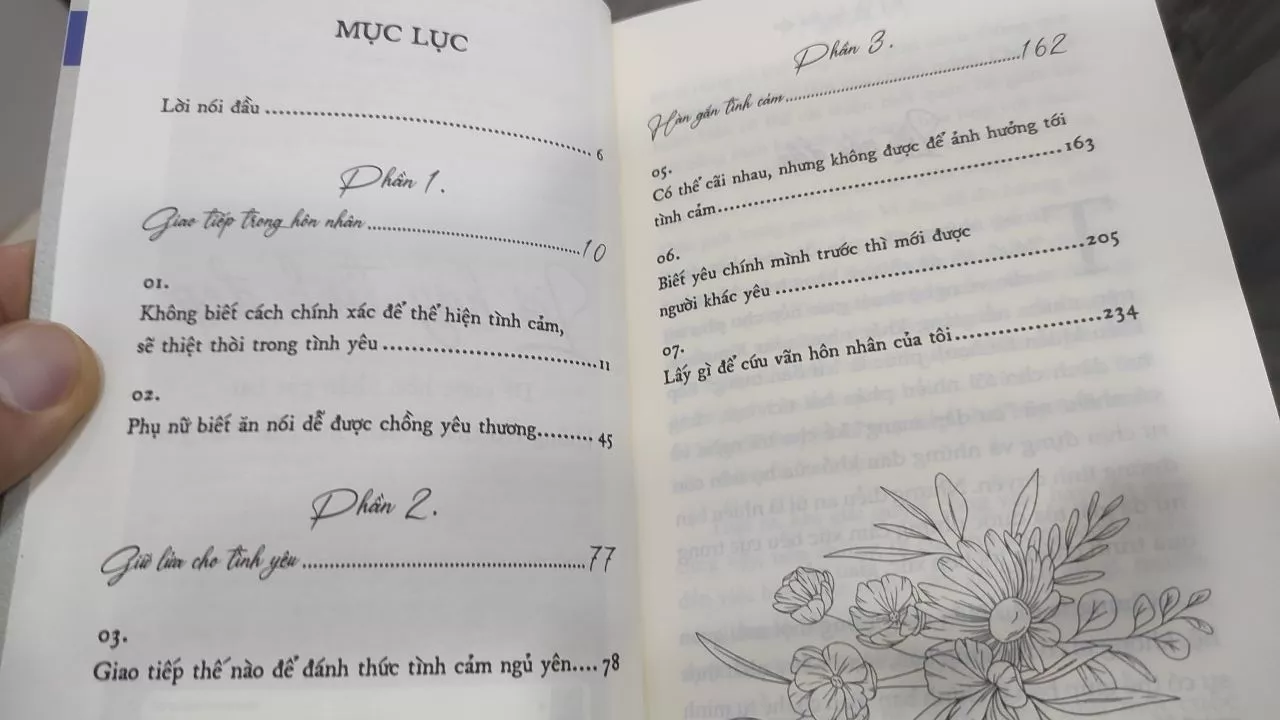 MỤC LỤC
Lời nói đầu ........................................ 6
Phần 1.
Giao tiếp trong hôn nhân ........................................ 10
01.
Không biết cách chính xác để thể hiện tình cảm,
sẽ thiệt thòi trong tình yêu ........................................ 11
02.
Phụ nữ biết ăn nói dễ được chồng yêu thương......... 45
Phần 2.
Giữ lửa cho tình yêu ........................................ 77
03.
Giao tiếp thế nào để đánh thức tình cảm ngủ yên.... 78
Phần 3.
Hàn gắn tình cảm ........................................ 162
05.
Có thể cãi nhau, nhưng không được để ảnh hưởng tới
tình cảm ........................................ 163
06.
Biết yêu chính mình trước thì mới được
người khác yêu ........................................ 205
07.
Lấy gì để cứu vãn hôn nhân của tôi ..................... 234